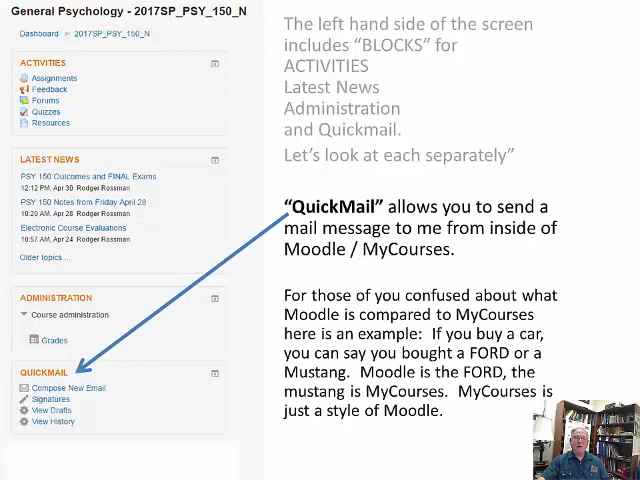 General Psychology - 2017SP_PSY_150_N
Dashboard ► 2017SP_PSY_150_N
ACTIVITIES
Assignments
Feedback
Forums
Quizzes
Resources
LATEST NEWS
PSY 150 Outcomes and FINAL Exams
12:12 PM, Apr 30 Rodger Rossman
PSY 150 Notes from Friday April 28
10:20 AM, Apr 28 Rodger Rossman
Electronic Course Evaluations
10:57 AM, Apr 24 Rodger Rossman
Older topics ...
ADMINISTRATION
Course administration
Grades
QUICKMAIL
Compose New Email
Signatures
View Drafts
View History
The left hand side of the screen
includes “BLOCKS” for
ACTIVITIES
Latest News
Administration
and Quickmail.
Let’s look at each separately”
“QuickMail” allows you to send a
mail message to me from inside of
Moodle / MyCourses.
For those of you confused about what
Moodle is compared to MyCourses
here is an example: If you buy a car,
you can say you bought a FORD or a
Mustang. Moodle is the FORD, the
mustang is MyCourses. MyCourses is
just a style of Moodle.